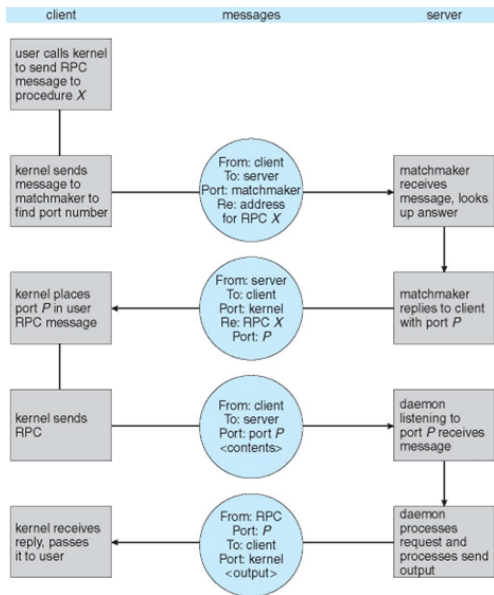 client messages server
user calls kernel
to send RPC
message to
procedure X
kernel sends
message to
matchmaker to
find port number
From: client
To: server
Port: matchmaker
Re: address
for RPC X
matchmaker
receives
message, looks
up answer
kernel places
port P in user
RPC message
From: server
To: client
Port: kernel
Re: RPC X
Port: P
matchmaker
replies to client
with port P
kernel sends
RPC
From: client
To: server
Port: port P
<contents>
daemon
listening to
port P receives
message
kernel receives
reply, passes
it to user
From: RPC
Port: P
To: client
Port: kernel
<output>
daemon
processes
request and
processes send
output